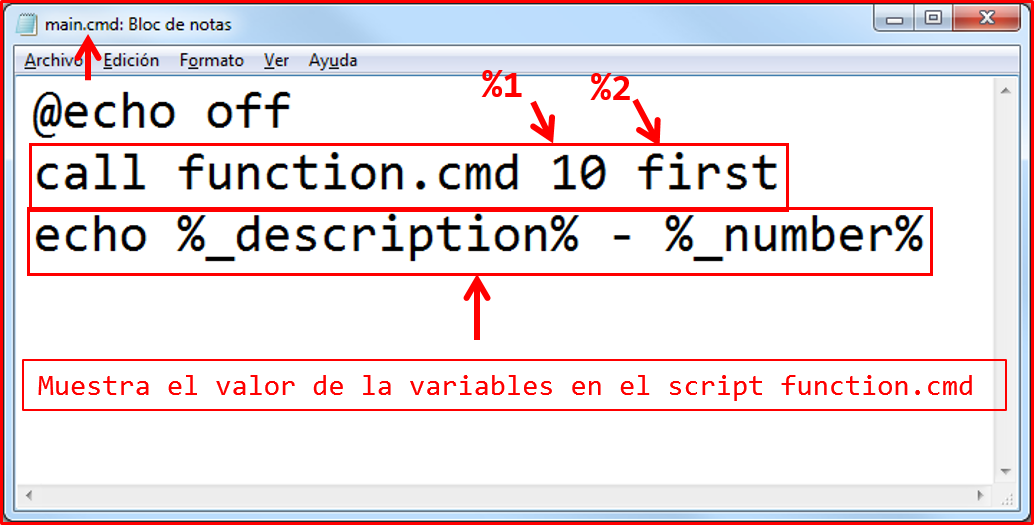 main.cmd: Bloc de notas
Archivo Edición Formato Ver Ayuda
%1 %2
@echo off
call function.cmd 10 first
echo %_description% - %_number%
Muestra el valor de la variables en el script function.cmd